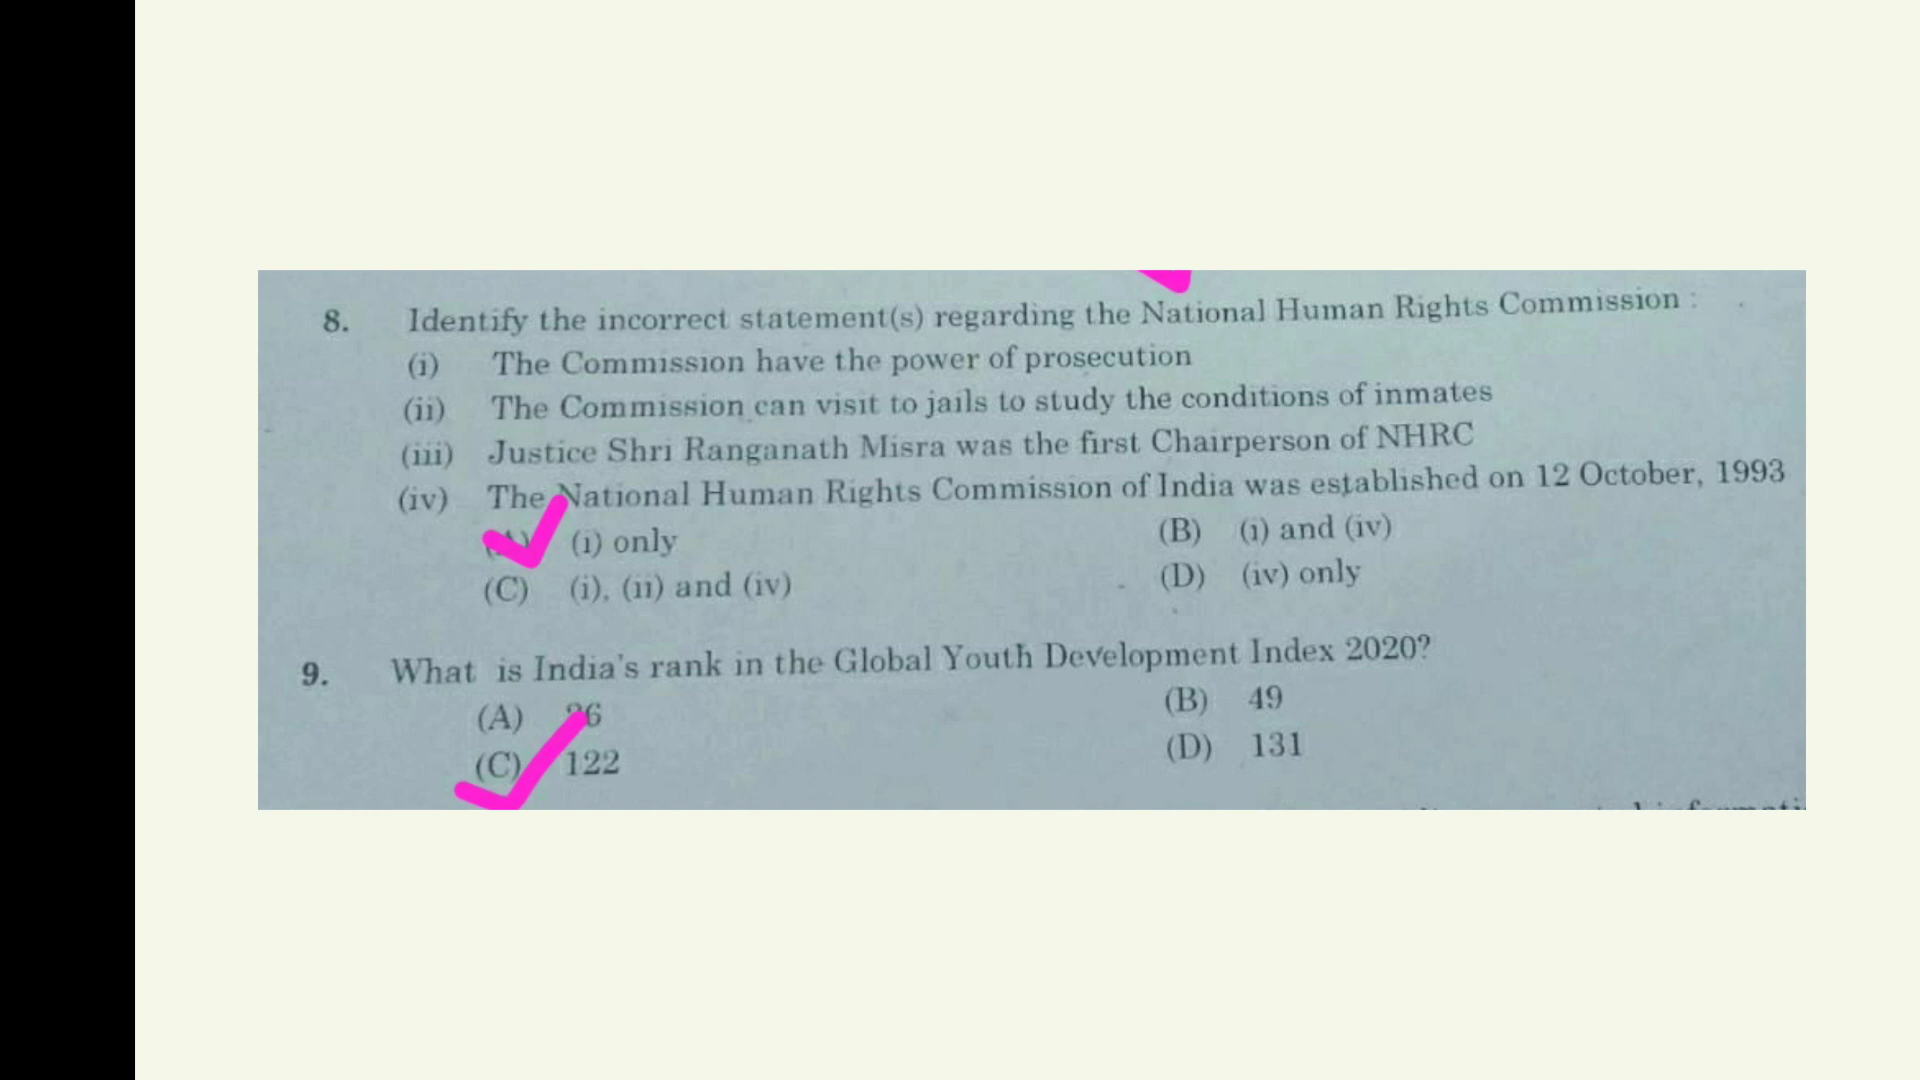 8. Identify the incorrect statement(s) regarding the National Human Rights Commission :
(i) The Commission have the power of prosecution
(ii) The Commission can visit to jails to study the conditions of inmates
(iii) Justice Shri Ranganath Misra was the first Chairperson of NHRC
(iv) The National Human Rights Commission of India was established on 12 October, 1993
(i) only (B) (i) and (iv)
(C) (i), (ii) and (iv) (D) (iv) only
9. What is India's rank in the Global Youth Development Index 2020?
(A) (B) 49
(C) 122 (D) 131